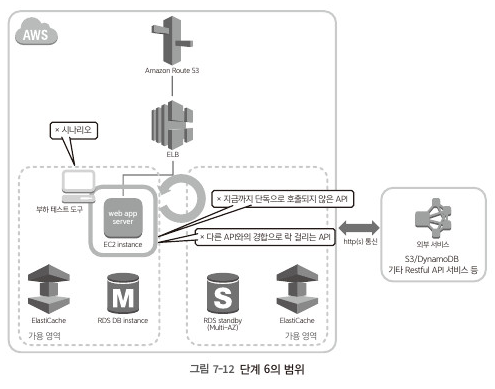 AWS
Amazon Route 53
ELB
× 시나리오
부하 테스트 도구
web app
server
EC2 instance
× 지금까지 단독으로 호출되지 않은 API
× 다른 API와의 경합으로 락 걸리는 API
http(s) 통신
외부 서비스
S3/DynamoDB
기타 Restful API 서비스 등
ElastiCache
M
RDS DB instance
S
RDS standby
(Multi-AZ)
ElastiCache
가용 영역
가용 영역
그림 7-12 단계 6의 범위